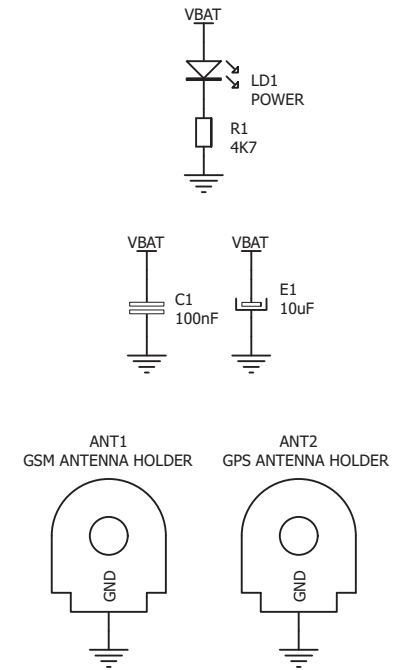 VBAT
LD1
POWER
R1
4K7
VBAT
C1
100nF
VBAT
E1
10uF
ANT1
GSM ANTENNA HOLDER
GND
ANT2
GPS ANTENNA HOLDER
GND